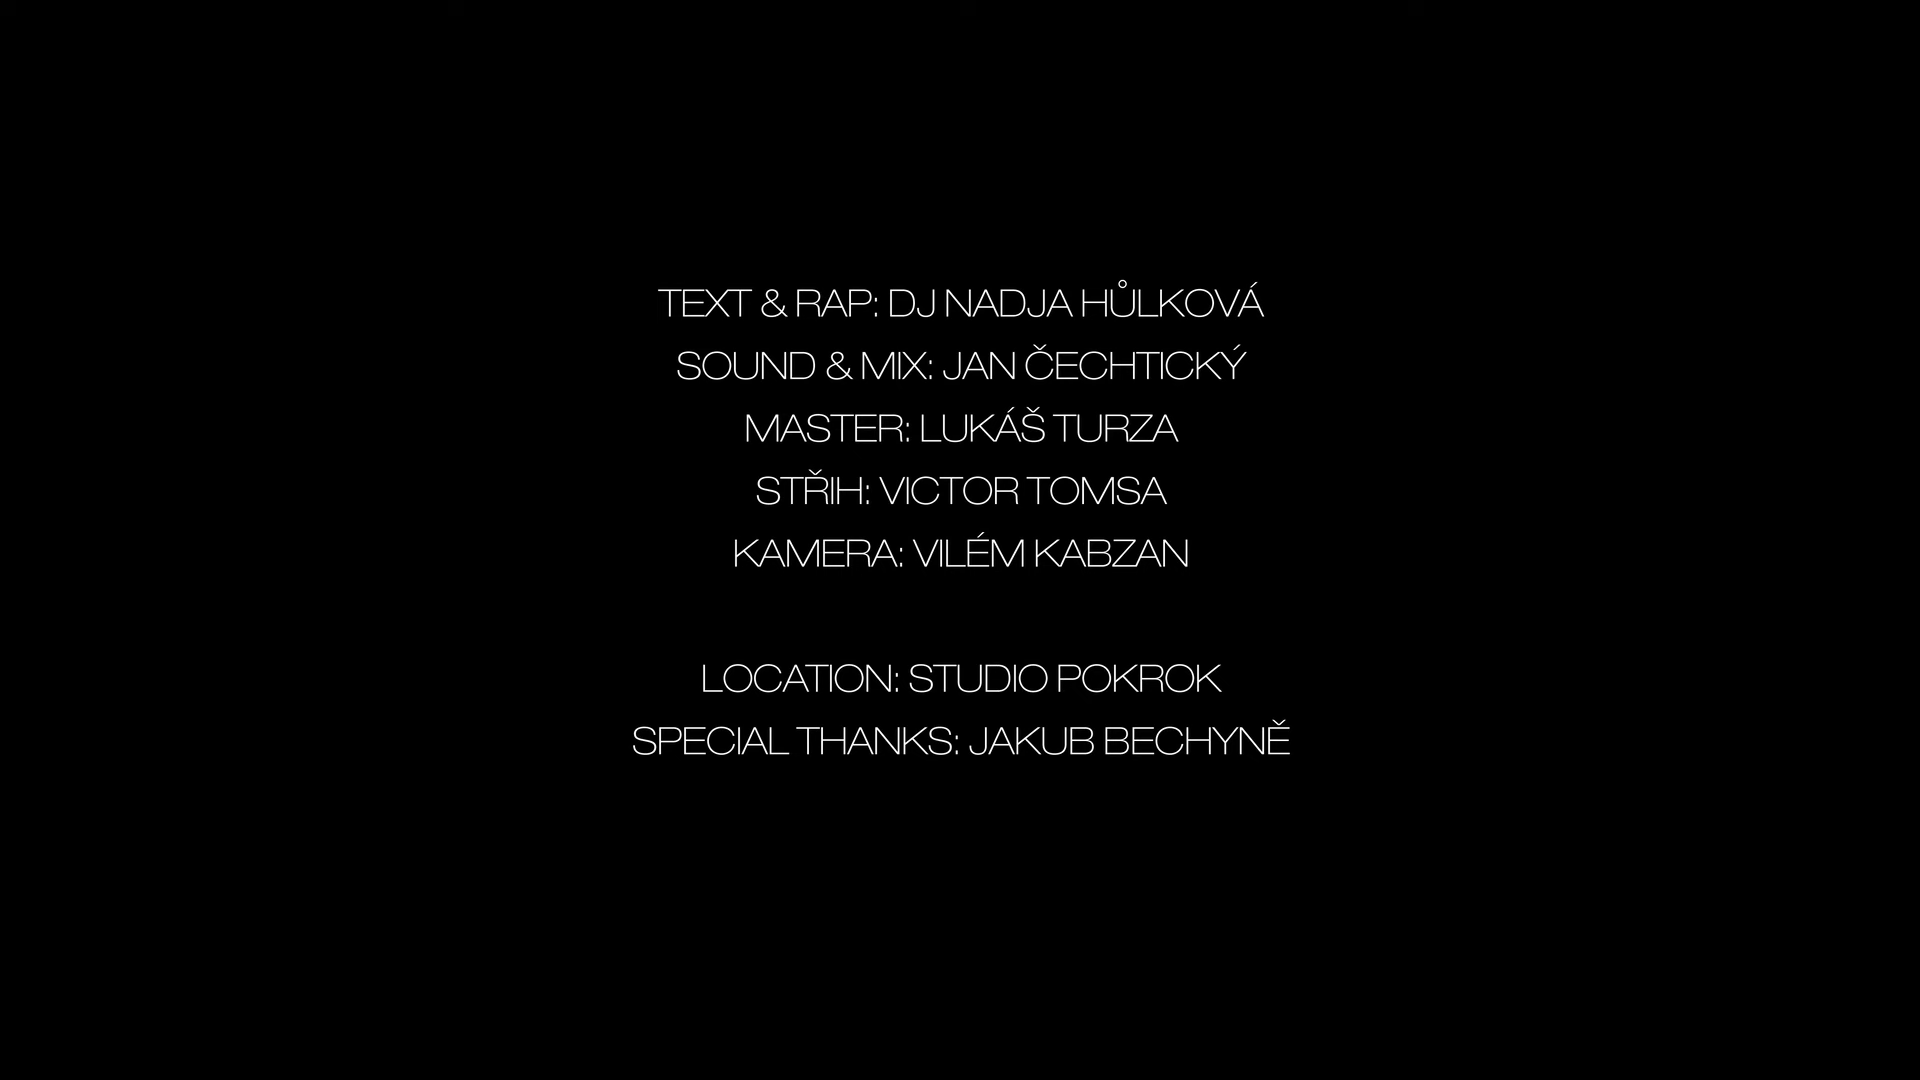 TEXT & RAP: DJ NADJA HŮLKOVÁ
SOUND & MIX: JAN ČECHTICKÝ
MASTER: LUKÁŠ TURZA
STŘIH: VICTOR TOMSA
KAMERA: VILÉM KABZAN
LOCATION: STUDIO POKROK
SPECIAL THANKS: JAKUB BECHYNĚ